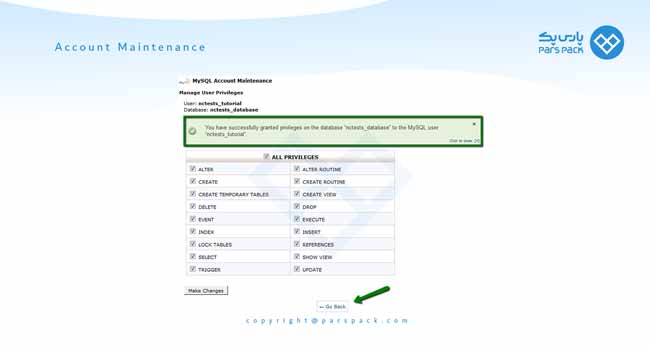 Account Maintenance
پارس پک
PARS PACK
MySQL Account Maintenance
Manage User Privileges
User: nctests_tutorial
Database: nctests_database
You have successfully granted privileges on the database "nctests_database" to the MySQL user
"nctests_tutorial".
ALL PRIVILEGES
ALTER ALTER ROUTINE
CREATE CREATE ROUTINE
CREATE TEMPORARY TABLES CREATE VIEW
DELETE DROP
EVENT EXECUTE
INDEX INSERT
LOCK TABLES REFERENCES
SELECT SHOW VIEW
TRIGGER UPDATE
Make Changes
← Go Back
copyright@parspack.com